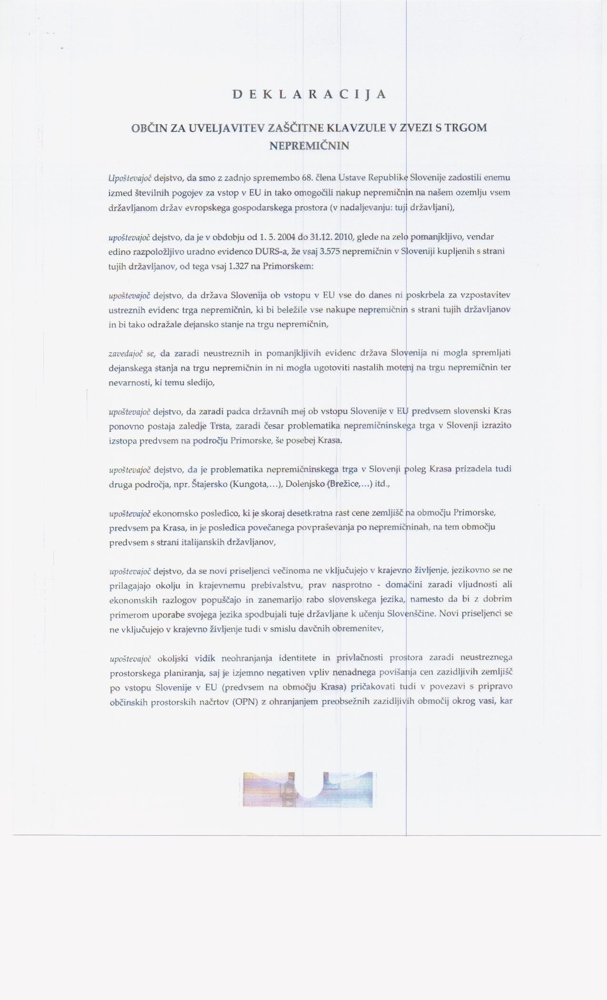 D E K L A R A C I J A
OBČIN ZA UVELJAVITEV ZAŠČITNE KLAVZULE V ZVEZI S TRGOM
NEPREMIČNIN
Upoštevajoč dejstvo, da smo z zadnjo spremembo 68. člena Ustave Republike Slovenije zadostili enemu
izmed številnih pogojev za vstop v EU in tako omogočili nakup nepremičnin na našem ozemlju vsem
državljanom držav evropskega gospodarskega prostora (v nadaljevanju: tuji državljani),
upoštevajoč dejstvo, da je v obdobju od 1. 5. 2004 do 31.12. 2010, glede na zelo pomanjkljivo, vendar
edino razpoložljivo uradno evidenco DURS-a, že vsaj 3.575 nepremičnin v Sloveniji kupljenih s strani
tujih državljanov, od tega vsaj 1.327 na Primorskem:
upoštevajoč dejstvo, da država Slovenija ob vstopu v EU vse do danes ni poskrbela za vzpostavitev
ustreznih evidenc trga nepremičnin, ki bi beležile vse nakupe nepremičnin s strani tujih državljanov
in bi tako odražale dejansko stanje na trgu nepremičnin,
zavedajoč se, da zaradi neustreznih in pomanjkljivih evidenc država Slovenija ni mogla spremljati
dejanskega stanja na trgu nepremičnin in ni mogla ugotoviti nastalih motenj na trgu nepremičnin ter
nevarnosti, ki temu sledijo,
upoštevajoč dejstvo, da zaradi padca državnih mej ob vstopu Slovenije v EU predvsem slovenski Kras
ponovno postaja zaledje Trsta, zaradi česar problematika nepremičninskega trga v Slovenji izrazito
izstopa predvsem na področju Primorske, še posebej Krasa.
upoštevajoč dejstvo, da je problematika nepremičninskega trga v Slovenji poleg Krasa prizadela tudi
druga področja, npr. Štajersko (Kungota,...), Dolenjsko (Brežice,...) itd.,
upoštevajoč ekonomsko posledico, ki je skoraj desetkratna rast cene zemljišč na območju Primorske,
predvsem pa Krasa, in je posledica povečanega povpraševanja po nepremičninah, na tem območju
predvsem s strani italijanskih državljanov,
upoštevajoč dejstvo, da se novi priseljenci večinoma ne vključujejo v krajevno življenje, jezikovno se ne
prilagajajo okolju in krajevnemu prebivalstvu, prav nasprotno - domačini zaradi vljudnosti ali
ekonomskih razlogov popuščajo in zanemarijo rabo slovenskega jezika, namesto da bi z dobrim
primerom uporabe svojega jezika spodbujali tuje državljane k učenju Slovenščine. Novi priseljenci se
ne vključujejo v krajevno življenje tudi v smislu davčnih obremenitev,
upoštevajoč okoljski vidik neohranjanja identitete in privlačnosti prostora zaradi neustreznega
prostorskega planiranja, saj je izjemno negativen vpliv nenadnega povišanja cen zazidljivih zemljišč
po vstopu Slovenije v EU (predvsem na območju Krasa) pričakovati tudi v povezavi s pripravo
občinskih prostorskih načrtov (OPN) z ohranjanjem preobsežnih zazidljivih območij okrog vasi, kar